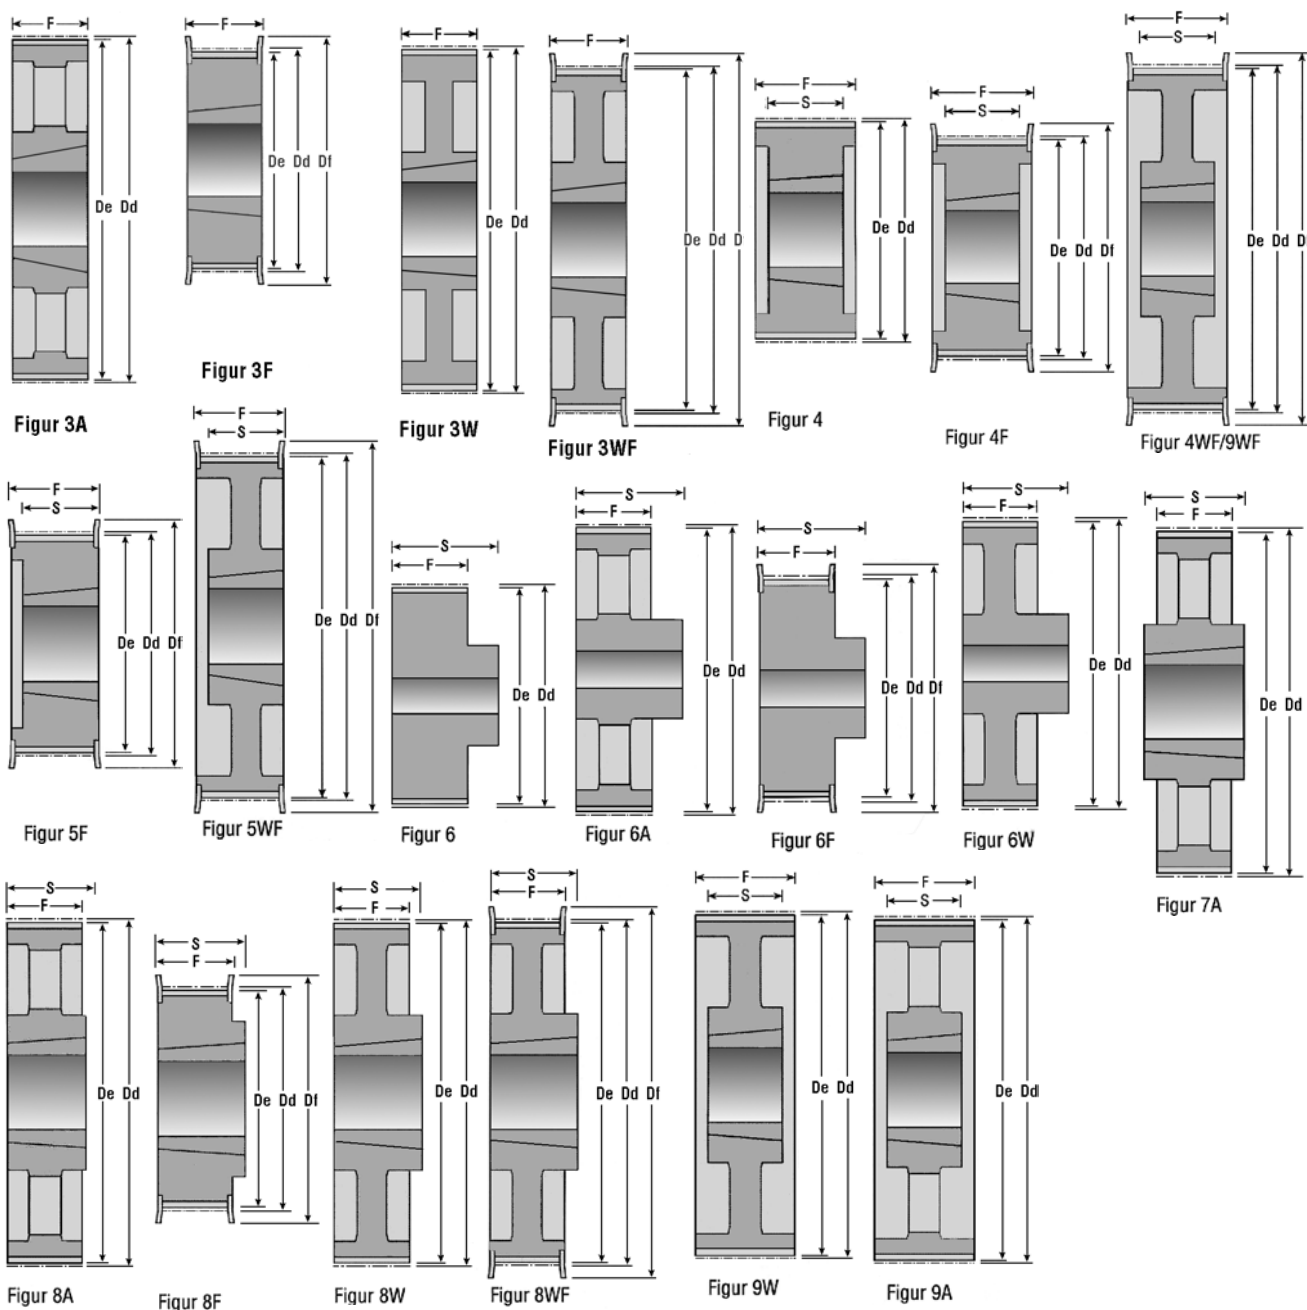 F
De Dd
Figur 3A
F
De Dd Df
Figur 3F
F
De Dd
Figur 3W
F
De Dd D
Figur 3WF
F
S
De Dd
Figur 4
F
S
De Dd Df
Figur 4F
F
S
De Dd D
Figur 4WF/9WF
F
S
De Dd Df
Figur 5F
F
S
De Dd Df
Figur 5WF
S
F
De Dd
Figur 6
S
F
De Dd
Figur 6A
S
F
De Dd Df
Figur 6F
S
F
De Dd
Figur 6W
S
F
De Dd
Figur 7A
S
F
De Dd
Figur 8A
S
F
De Dd Df
Figur 8F
S
F
De Dd
Figur 8W
S
F
De Dd Df
Figur 8WF
F
S
De Dd
Figur 9W
F
S
De Dd
Figur 9A